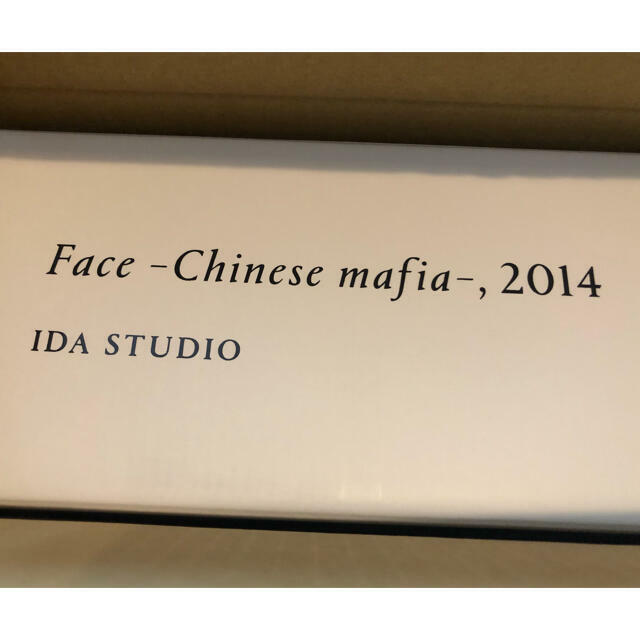 Face -Chinese mafia-, 2014
IDA STUDIO